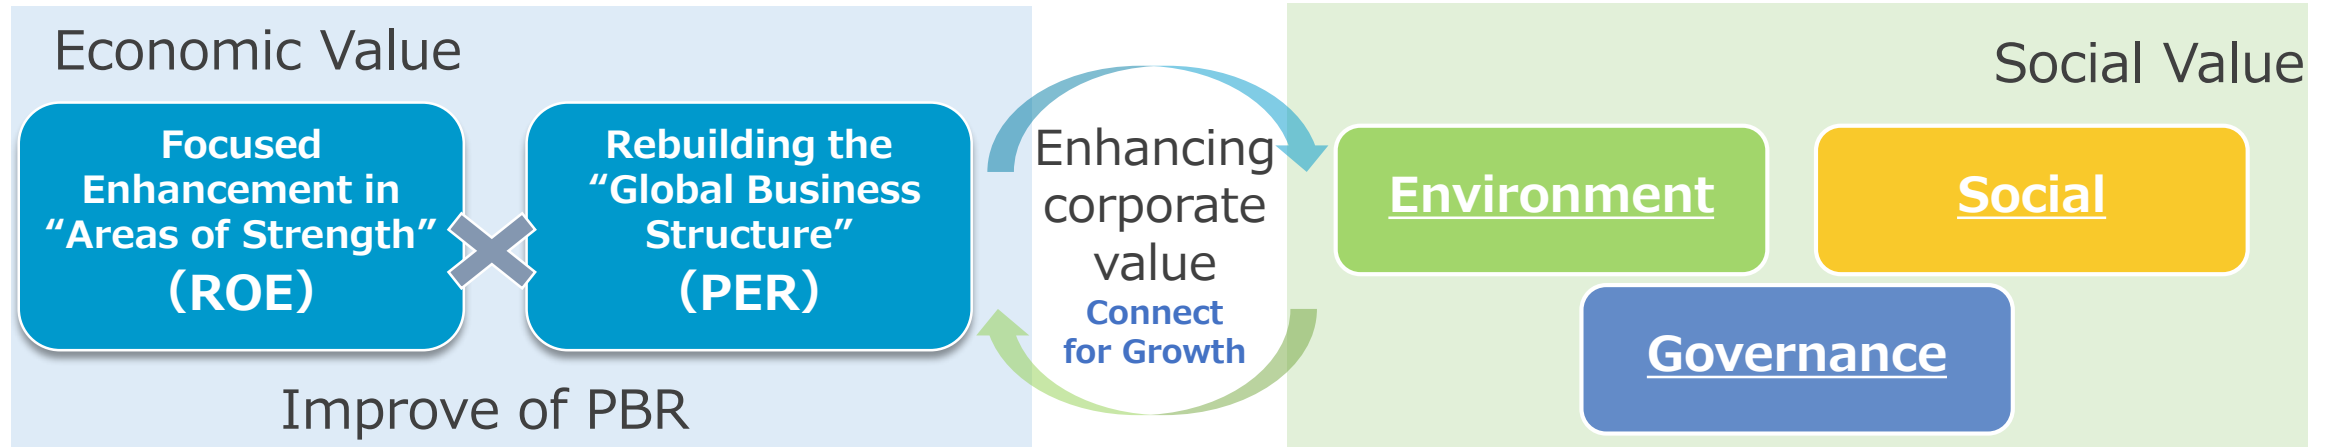 Economic Value
Focused
Enhancement in
“Areas of Strength”
(ROE)
Rebuilding the
“Global Business
Structure”
(PER)
Improve of PBR
Enhancing
corporate
value
Connect
for Growth
Social Value
Environment
Social
Governance